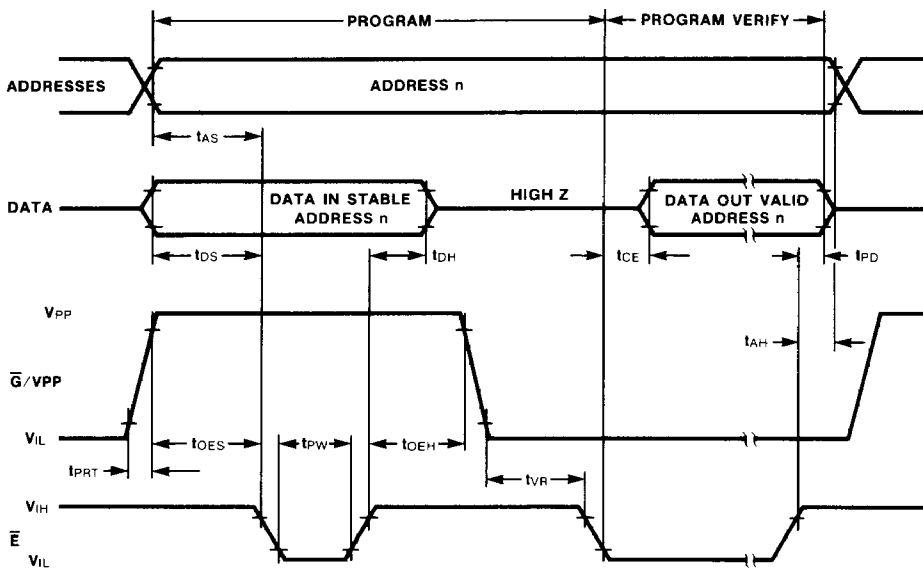 PROGRAM
PROGRAM VERIFY
ADDRESSES
ADDRESS n
tAS
DATA
DATA IN STABLE
ADDRESS n
HIGH Z
DATA OUT VALID
ADDRESS n
tDS
tDH
tCE
tPD
VPP
tAH
G̅/VPP
VIL
tOES
tPW
tOEH
tPRT
tVR
VIH
E̅
VIL